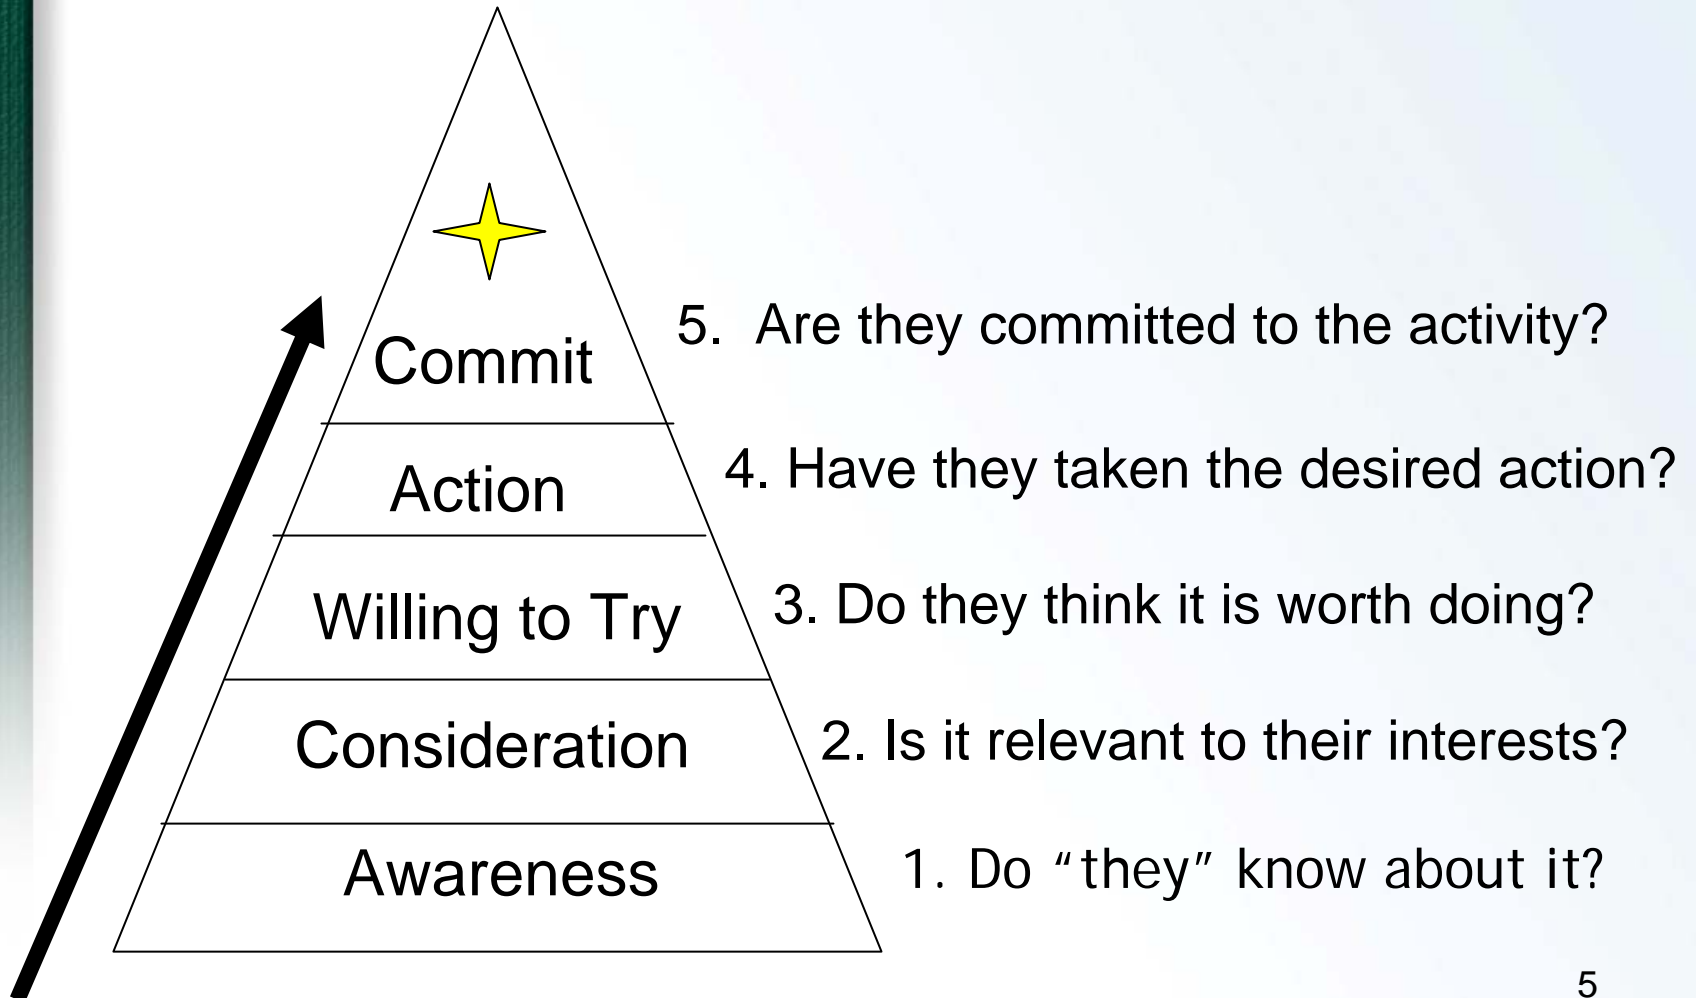 Commit
5. Are they committed to the activity?
Action
4. Have they taken the desired action?
Willing to Try
3. Do they think it is worth doing?
Consideration
2. Is it relevant to their interests?
Awareness
1. Do “they” know about it?
5